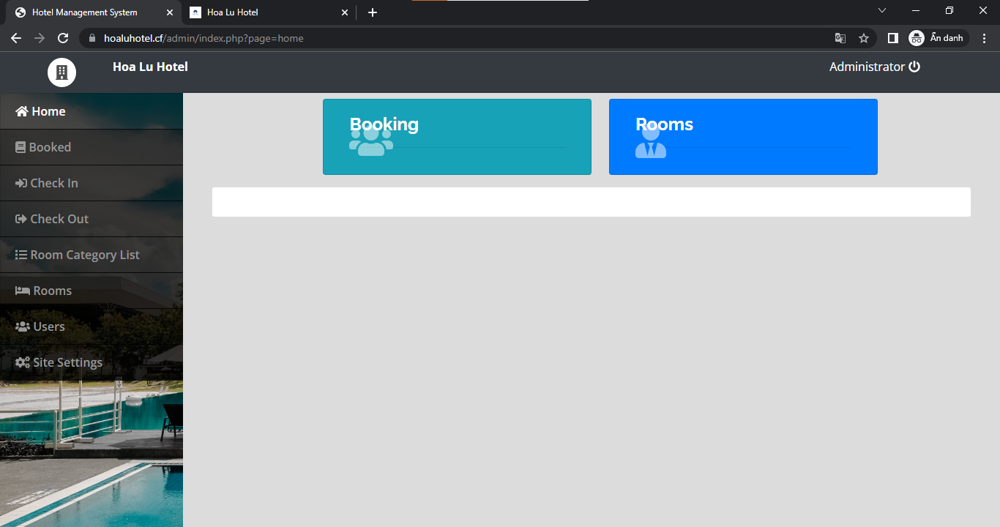 Hotel Management System
Hoa Lu Hotel
hoaluhotel.cf/admin/index.php?page=home
Ẩn danh
Hoa Lu Hotel
Administrator
Home
Booked
Check In
Check Out
Room Category List
Rooms
Users
Site Settings
Booking
Rooms